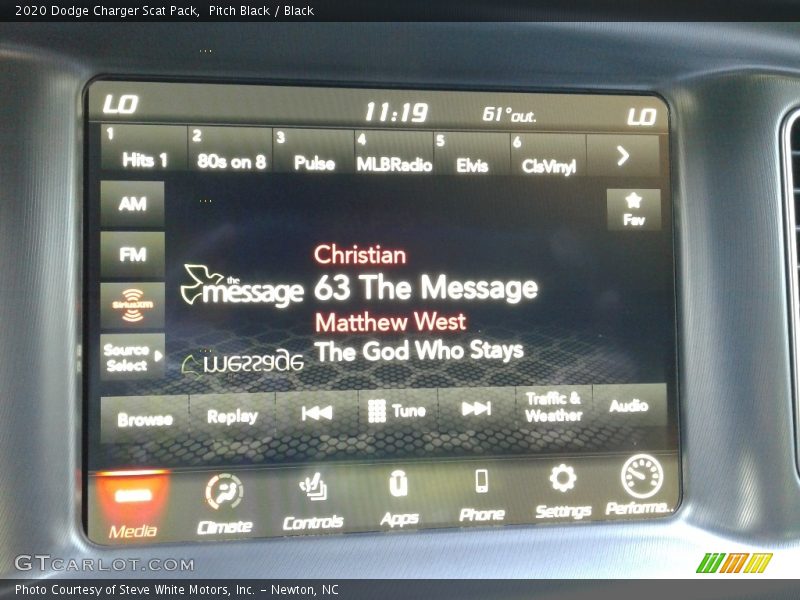 2020 Dodge Charger Scat Pack,  Pitch Black / Black
LO 11:19 61°out. LO
1 Hits 1 2 80s on 8 3 Pulse 4 MLBRadio 5 Elvis 6 ClsVinyl
AM
Fav
FM
SiriusXM
Source Select
the message
Christian
63 The Message
Matthew West
The God Who Stays
message
Browse Replay Tune Traffic & Weather Audio
Media Climate Controls Apps Phone Settings Performa..
GTCARLOT.COM
Photo Courtesy of Steve White Motors, Inc. – Newton, NC